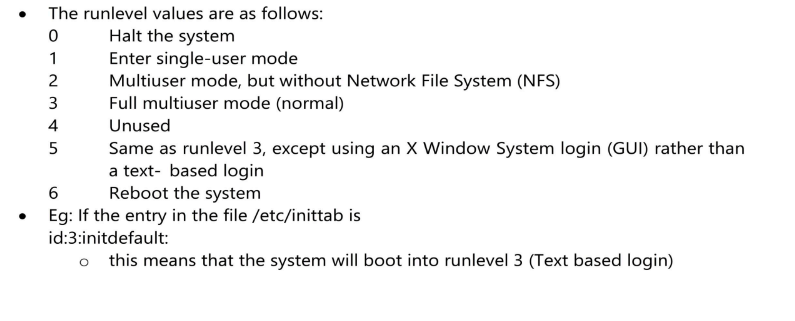 • The runlevel values are as follows:
0 Halt the system
1 Enter single-user mode
2 Multiuser mode, but without Network File System (NFS)
3 Full multiuser mode (normal)
4 Unused
5 Same as runlevel 3, except using an X Window System login (GUI) rather than
a text- based login
6 Reboot the system
• Eg: If the entry in the file /etc/inittab is
id:3:initdefault:
o this means that the system will boot into runlevel 3 (Text based login)